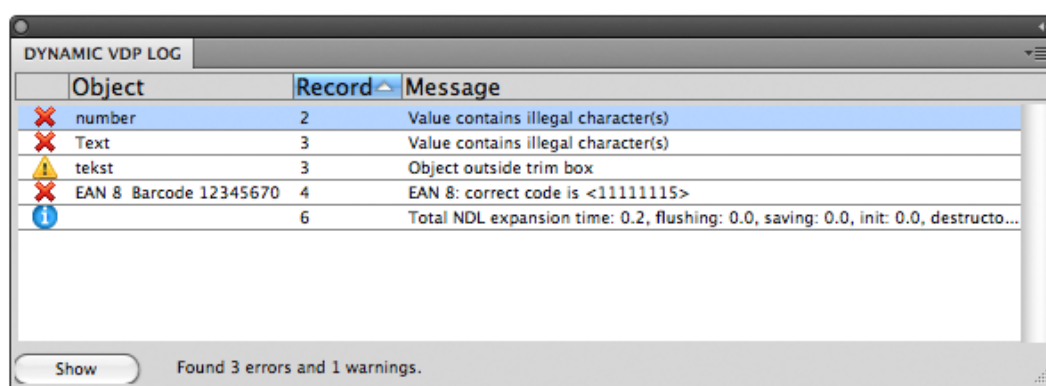 DYNAMIC VDP LOG
Object Record Message
number 2 Value contains illegal character(s)
Text 3 Value contains illegal character(s)
tekst 3 Object outside trim box
EAN 8 Barcode 12345670 4 EAN 8: correct code is <11111115>
6 Total NDL expansion time: 0.2, flushing: 0.0, saving: 0.0, init: 0.0, destructo...
Show Found 3 errors and 1 warnings.